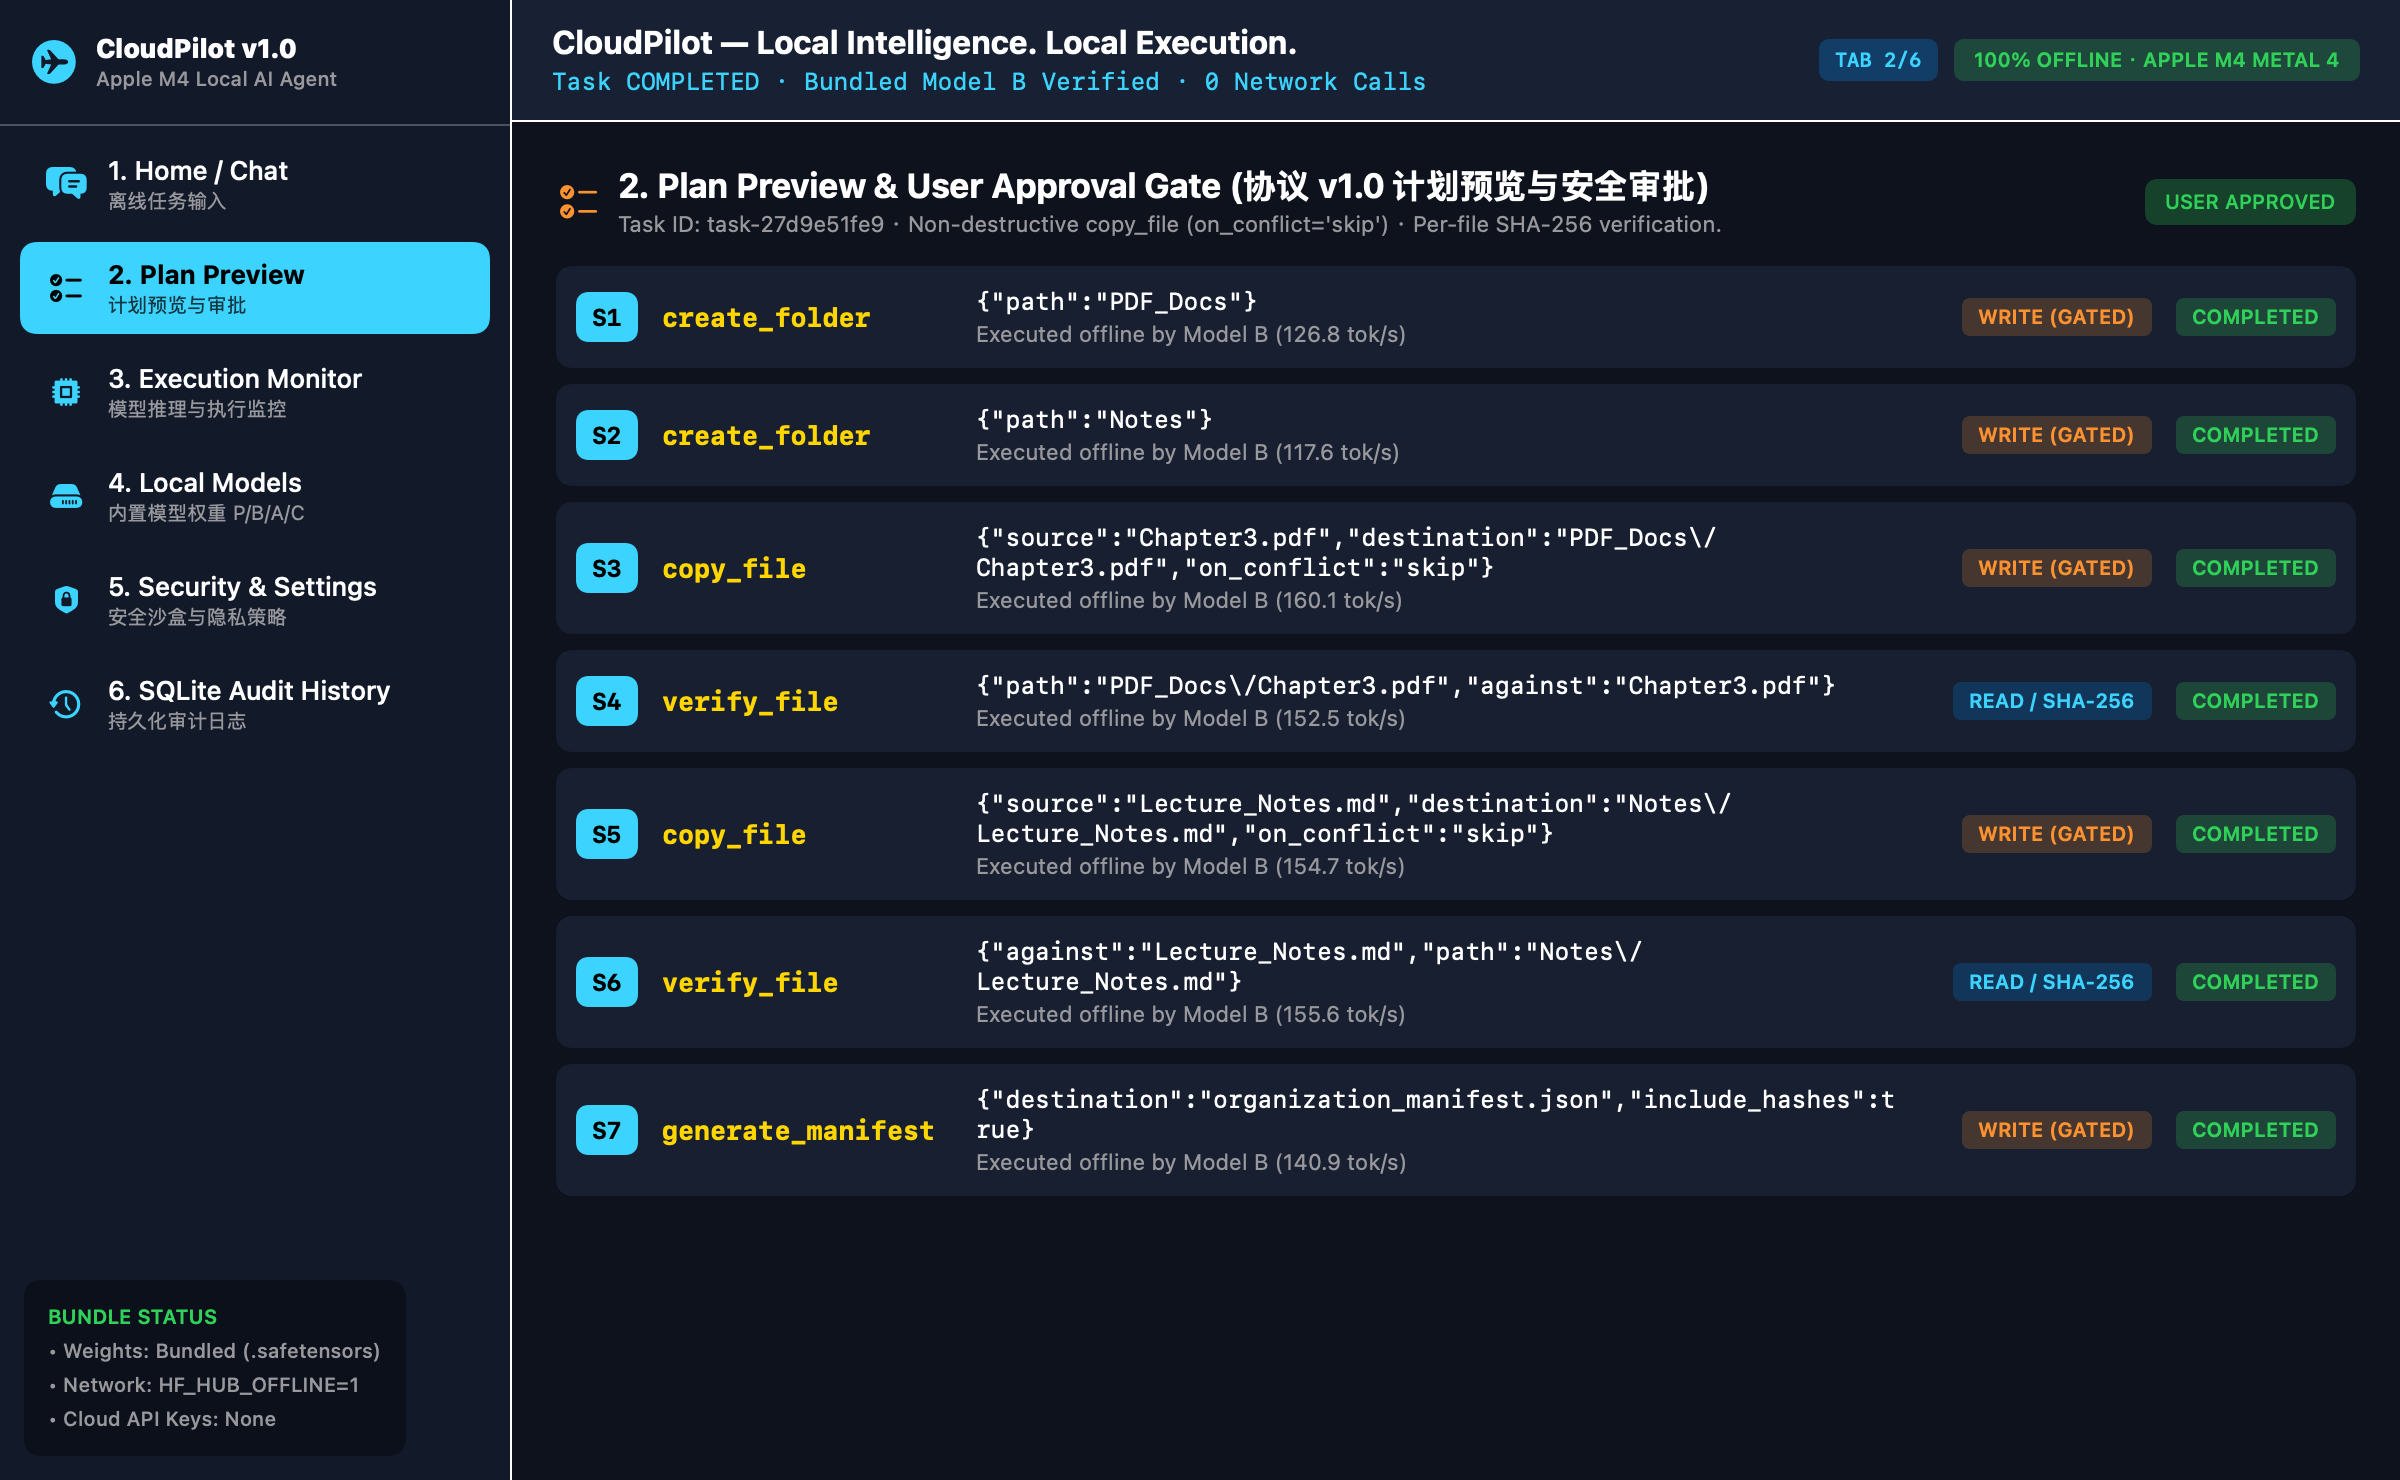 CloudPilot v1.0
Apple M4 Local AI Agent
1. Home / Chat
离线任务输入
2. Plan Preview
计划预览与审批
3. Execution Monitor
模型推理与执行监控
4. Local Models
内置模型权重 P/B/A/C
5. Security & Settings
安全沙盒与隐私策略
6. SQLite Audit History
持久化审计日志
BUNDLE STATUS
• Weights: Bundled (.safetensors)
• Network: HF_HUB_OFFLINE=1
• Cloud API Keys: None
CloudPilot — Local Intelligence. Local Execution.
Task COMPLETED · Bundled Model B Verified · 0 Network Calls
TAB 2/6
100% OFFLINE · APPLE M4 METAL 4
2. Plan Preview & User Approval Gate (协议 v1.0 计划预览与安全审批)
Task ID: task-27d9e51fe9 · Non-destructive copy_file (on_conflict='skip') · Per-file SHA-256 verification.
USER APPROVED
S1
create_folder
{"path":"PDF_Docs"}
Executed offline by Model B (126.8 tok/s)
WRITE (GATED)
COMPLETED
S2
create_folder
{"path":"Notes"}
Executed offline by Model B (117.6 tok/s)
WRITE (GATED)
COMPLETED
S3
copy_file
{"source":"Chapter3.pdf","destination":"PDF_Docs\/
Chapter3.pdf","on_conflict":"skip"}
Executed offline by Model B (160.1 tok/s)
WRITE (GATED)
COMPLETED
S4
verify_file
{"path":"PDF_Docs\/Chapter3.pdf","against":"Chapter3.pdf"}
Executed offline by Model B (152.5 tok/s)
READ / SHA-256
COMPLETED
S5
copy_file
{"source":"Lecture_Notes.md","destination":"Notes\/
Lecture_Notes.md","on_conflict":"skip"}
Executed offline by Model B (154.7 tok/s)
WRITE (GATED)
COMPLETED
S6
verify_file
{"against":"Lecture_Notes.md","path":"Notes\/
Lecture_Notes.md"}
Executed offline by Model B (155.6 tok/s)
READ / SHA-256
COMPLETED
S7
generate_manifest
{"destination":"organization_manifest.json","include_hashes":t
rue}
Executed offline by Model B (140.9 tok/s)
WRITE (GATED)
COMPLETED